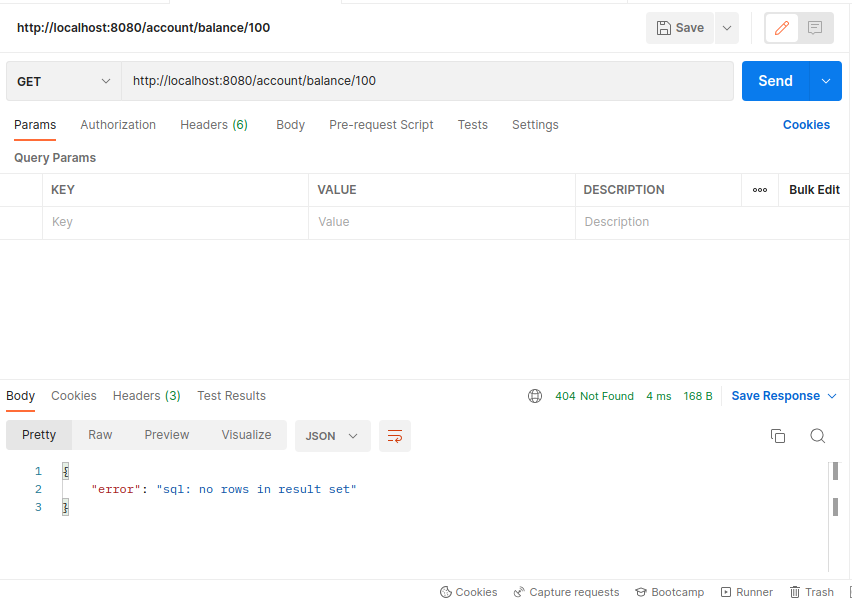 http://localhost:8080/account/balance/100 Save
GET http://localhost:8080/account/balance/100 Send
Params Authorization Headers (6) Body Pre-request Script Tests Settings Cookies
Query Params
KEY VALUE DESCRIPTION ooo Bulk Edit
Key Value Description
Body Cookies Headers (3) Test Results 404 Not Found 4 ms 168 B Save Response
Pretty Raw Preview Visualize JSON
1 {
2 "error": "sql: no rows in result set"
3 }
Cookies Capture requests Bootcamp Runner Trash